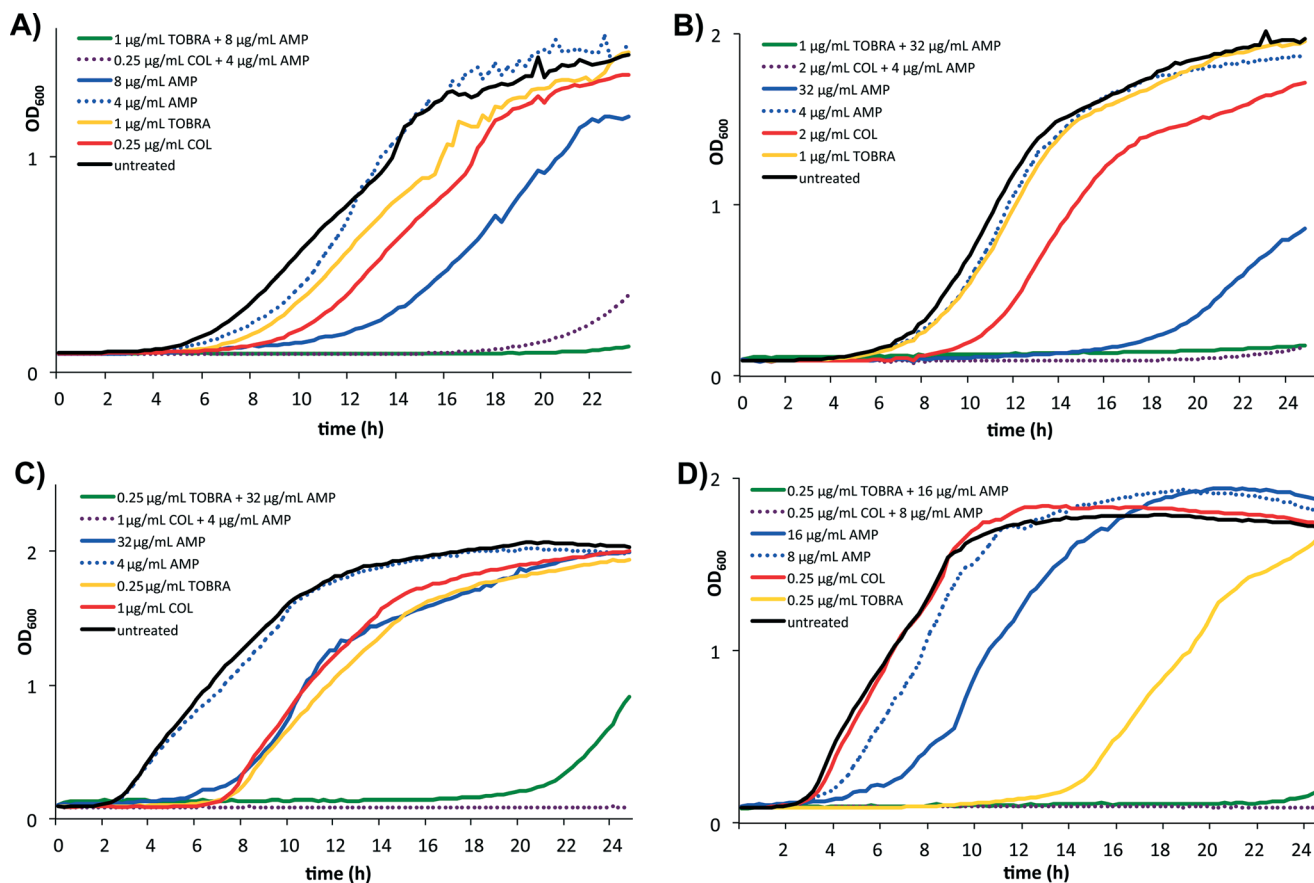 A)
1 µg/mL TOBRA + 8 µg/mL AMP
0.25 µg/mL COL + 4 µg/mL AMP
8 µg/mL AMP
4 µg/mL AMP
1 µg/mL TOBRA
0.25 µg/mL COL
untreated
OD600
1
0
0 2 4 6 8 10 12 14 16 18 20 22
time (h)
B)
2
1 µg/mL TOBRA + 32 µg/mL AMP
2 µg/mL COL + 4 µg/mL AMP
32 µg/mL AMP
4 µg/mL AMP
2 µg/mL COL
1 µg/mL TOBRA
untreated
OD600
1
0
0 2 4 6 8 10 12 14 16 18 20 22 24
time (h)
C)
0.25 µg/mL TOBRA + 32 µg/mL AMP
1µg/mL COL + 4 µg/mL AMP
32µg/mL AMP
4 µg/mL AMP
0.25µg/mL TOBRA
1µg/mL COL
untreated
OD600
2
1
0
0 2 4 6 8 10 12 14 16 18 20 22 24
time (h)
D)
2
0.25 µg/mL TOBRA + 16 µg/mL AMP
0.25 µg/mL COL + 8 µg/mL AMP
16 µg/mL AMP
8 µg/mL AMP
0.25 µg/mL COL
0.25 µg/mL TOBRA
untreated
OD600
1
0
2 4 6 8 10 12 14 16 18 20 22 24
time (h)